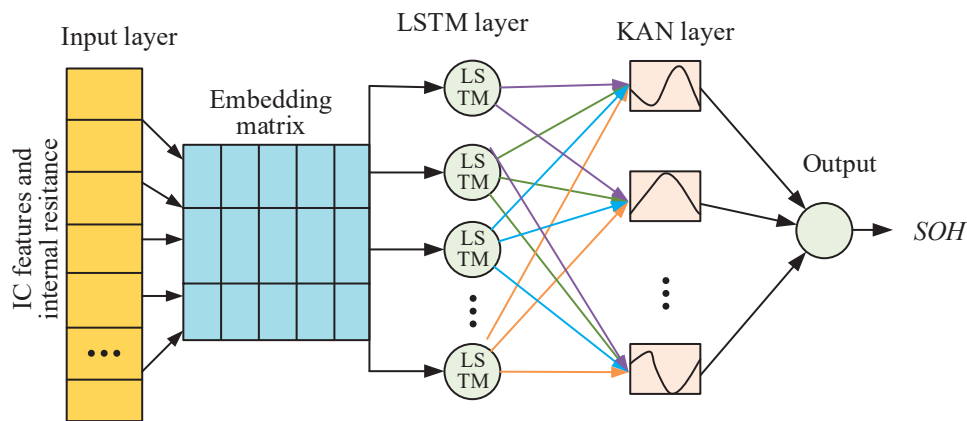 Input layer
IC features and
internal resitance
Embedding
matrix
LSTM layer
LS
TM
LS
TM
LS
TM
LS
TM
KAN layer
Output
SOH